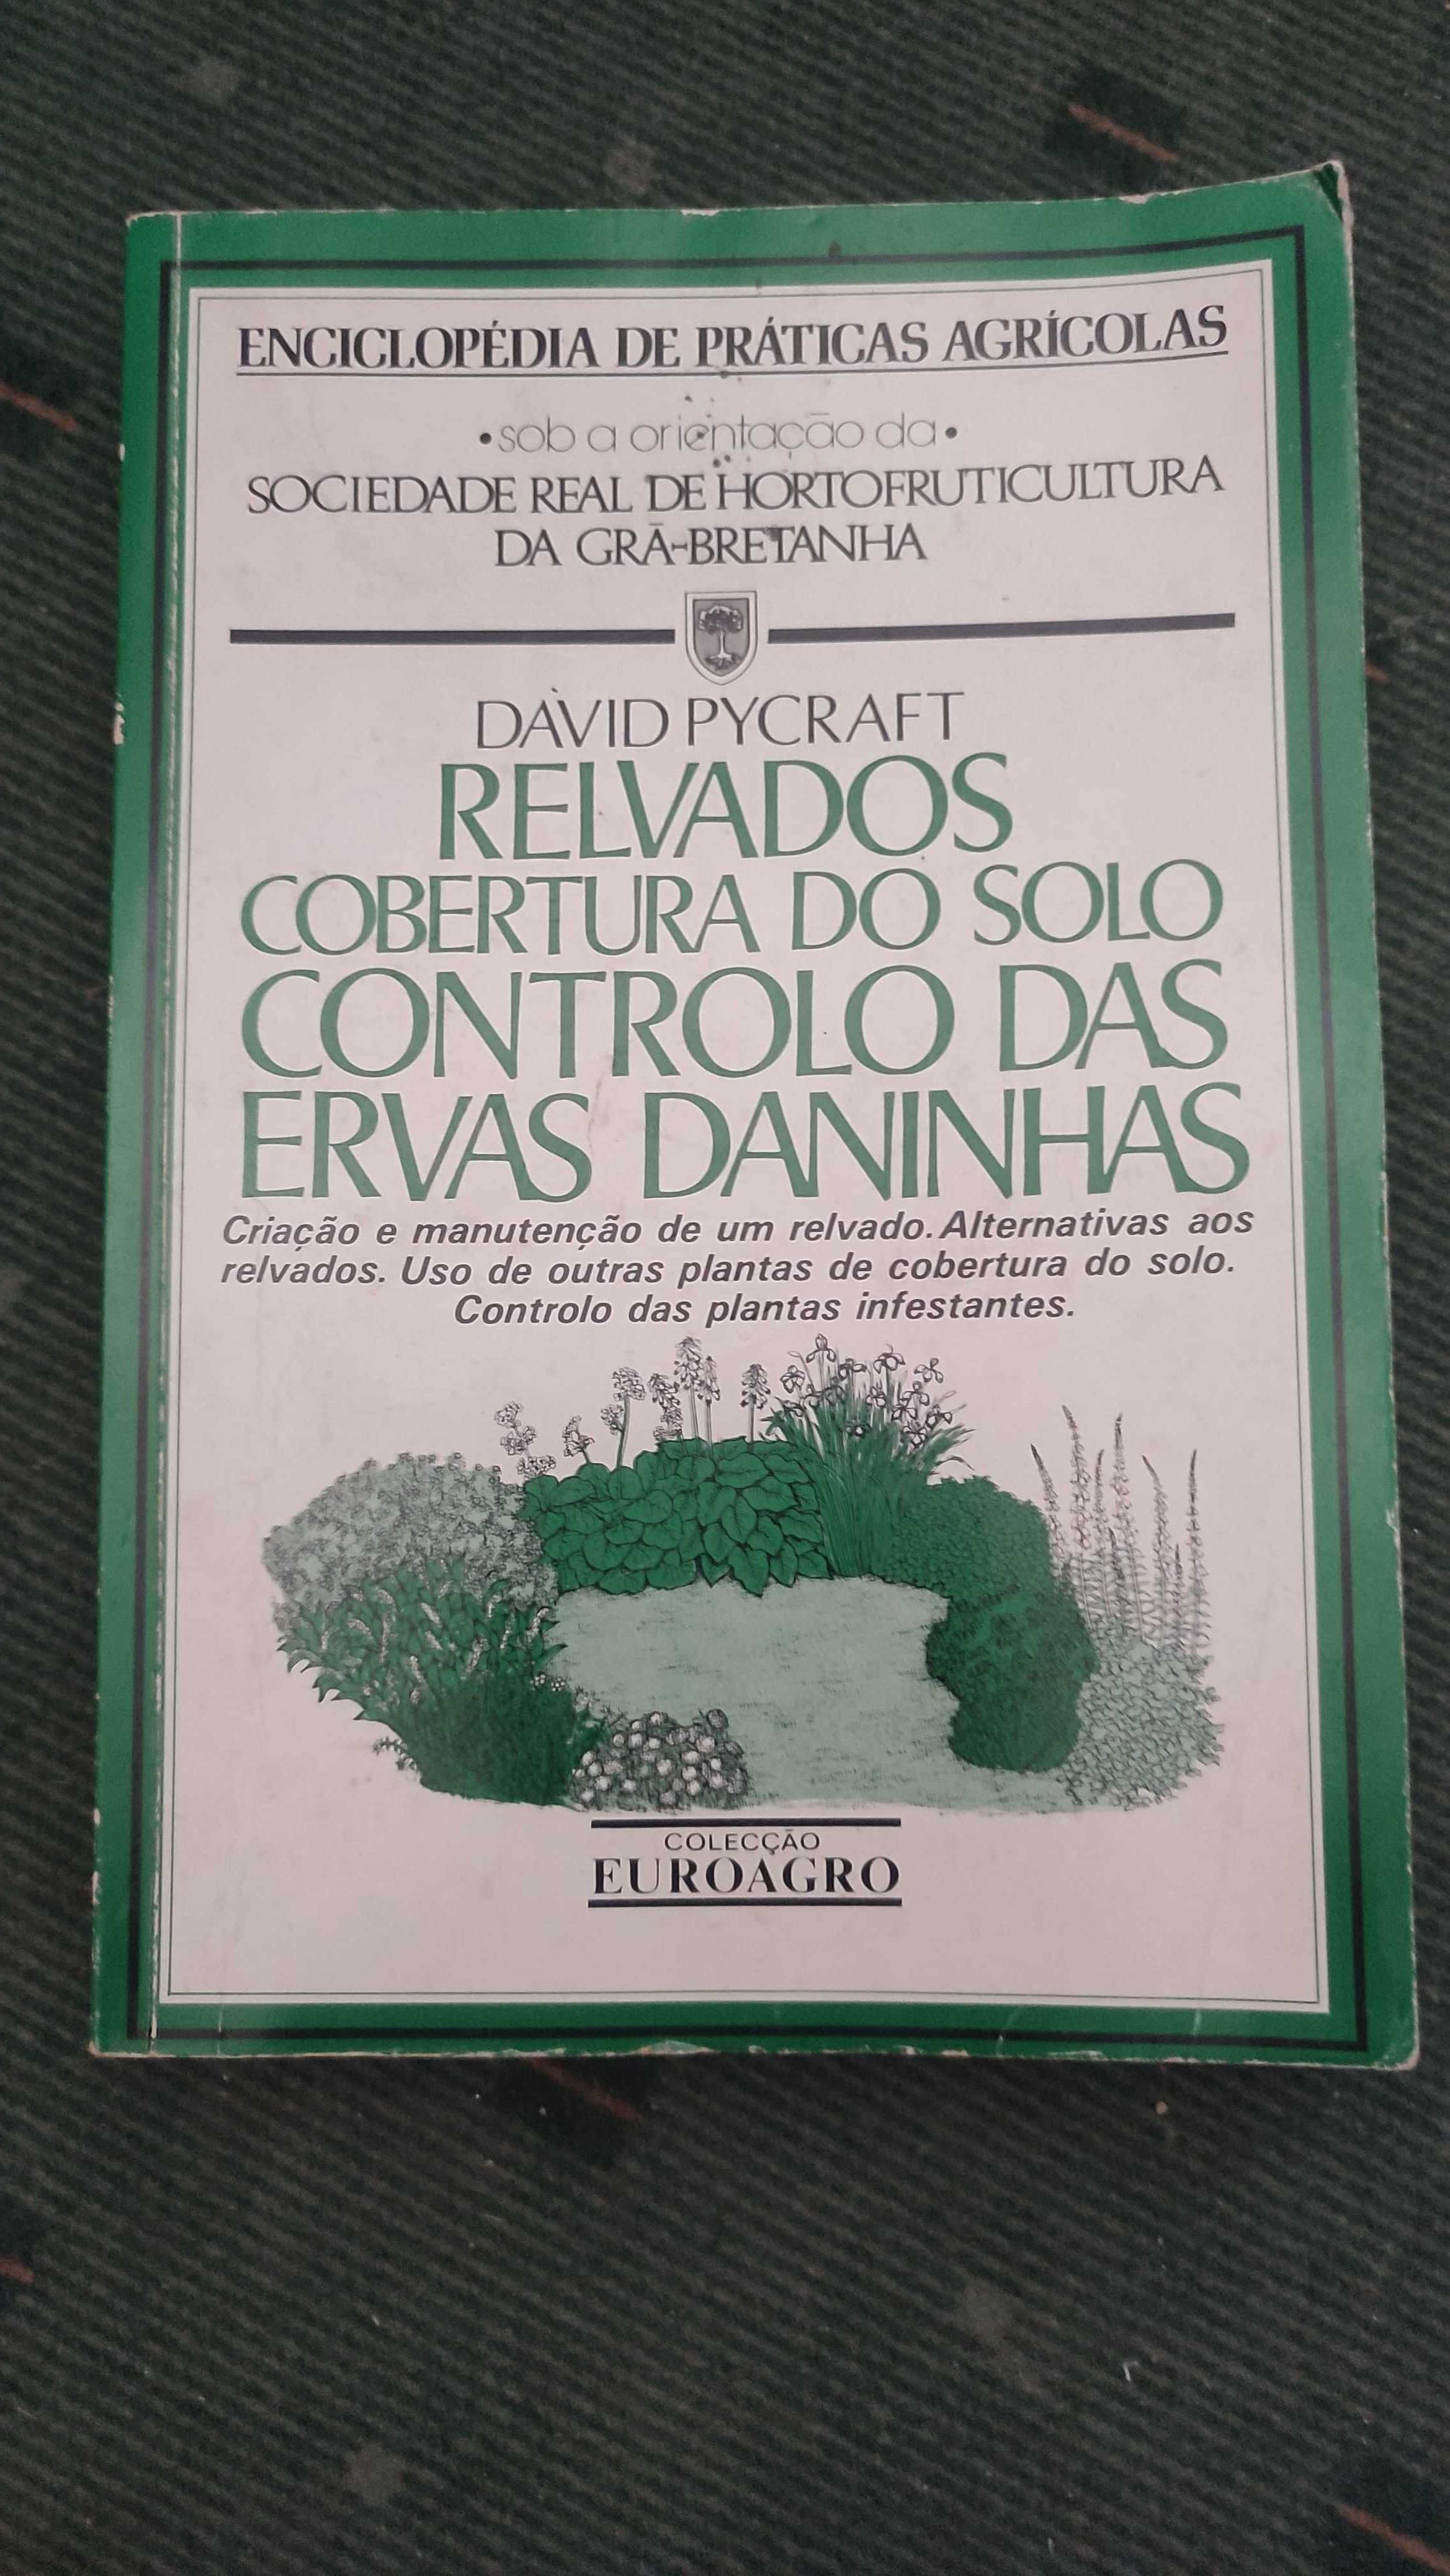 ENCICLOPÉDIA DE PRÁTICAS AGRÍCOLAS
•sob a orientação da•
SOCIEDADE REAL DE HORTOFRUTICULTURA
DA GRÃ-BRETANHA
DAVID PYCRAFT
RELVADOS
COBERTURA DO SOLO
CONTROLO DAS
ERVAS DANINHAS
Criação e manutenção de um relvado. Alternativas aos
relvados. Uso de outras plantas de cobertura do solo.
Controlo das plantas infestantes.
COLECÇÃO
EUROAGRO